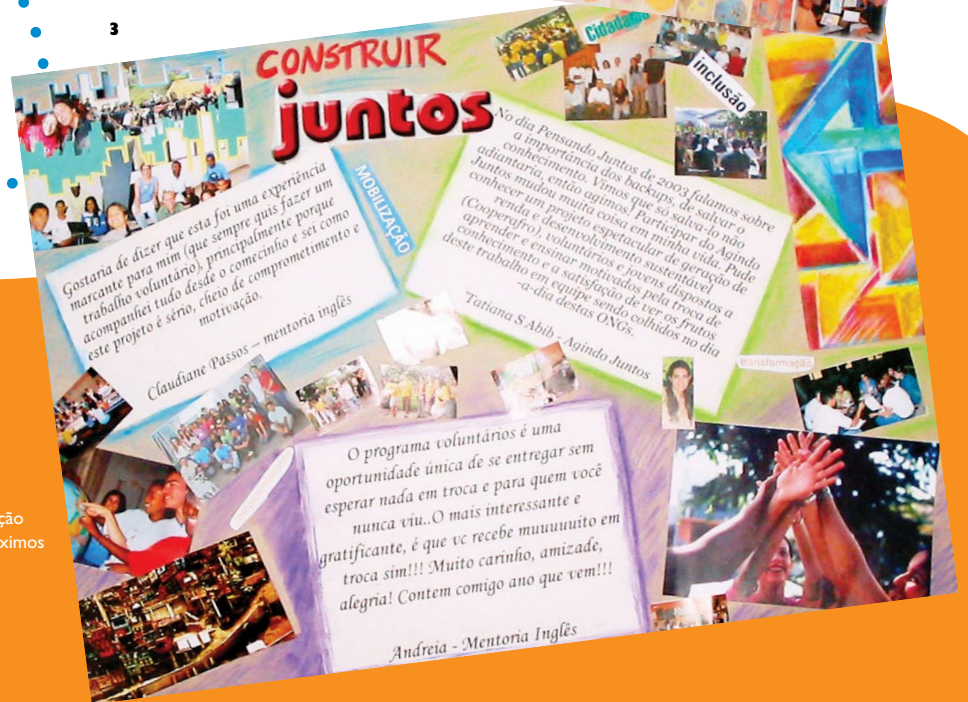 3
CONSTRUIR
juntos
Cidadania
inclusão
MOBILIZAÇÃO
Gostaria de dizer que esta foi uma experiência
marcante para mim (que sempre quis fazer um
trabalho voluntário), principalmente porque
acompanhei tudo desde o comecinho e sei como
este projeto é sério, cheio de comprometimento e
motivação.
Claudiane Passos – mentoria inglês
No dia Pensando Juntos de 2003 falamos sobre
a importância dos backups, de salvar o
conhecimento. Vimos que só salvá-lo não
adiantaria, então agimos! Participar do Agindo
Juntos mudou muita coisa em minha vida. Pude
conhecer um projeto espetacular de geração de
renda e desenvolvimento sustentável
(Cooperafro), voluntários e jovens dispostos a
aprender e ensinar motivados pela troca de
conhecimento e a satisfação de ver os frutos
deste trabalho em equipe sendo colhidos no dia
-a-dia destas ONGs.
Tatiana S Abib - Agindo Juntos
transformação
O programa voluntários é uma
oportunidade única de se entregar sem
esperar nada em troca e para quem você
nunca viu..O mais interessante e
gratificante, é que vc recebe muuuuuito em
troca sim!!! Muito carinho, amizade,
alegria! Contem comigo ano que vem!!!
Andreia - Mentoria Inglês
ção
ximos